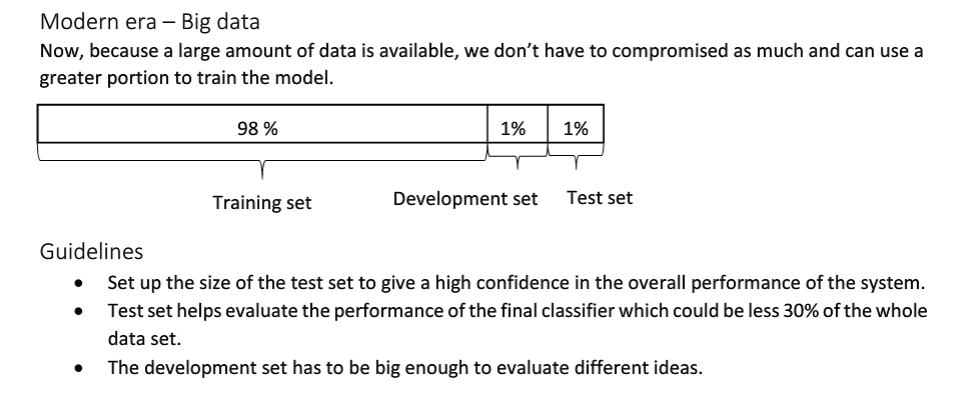 Modern era – Big data
Now, because a large amount of data is available, we don’t have to compromised as much and can use a
greater portion to train the model.
98 % 1% 1%
Training set Development set Test set
Guidelines
• Set up the size of the test set to give a high confidence in the overall performance of the system.
• Test set helps evaluate the performance of the final classifier which could be less 30% of the whole
data set.
• The development set has to be big enough to evaluate different ideas.